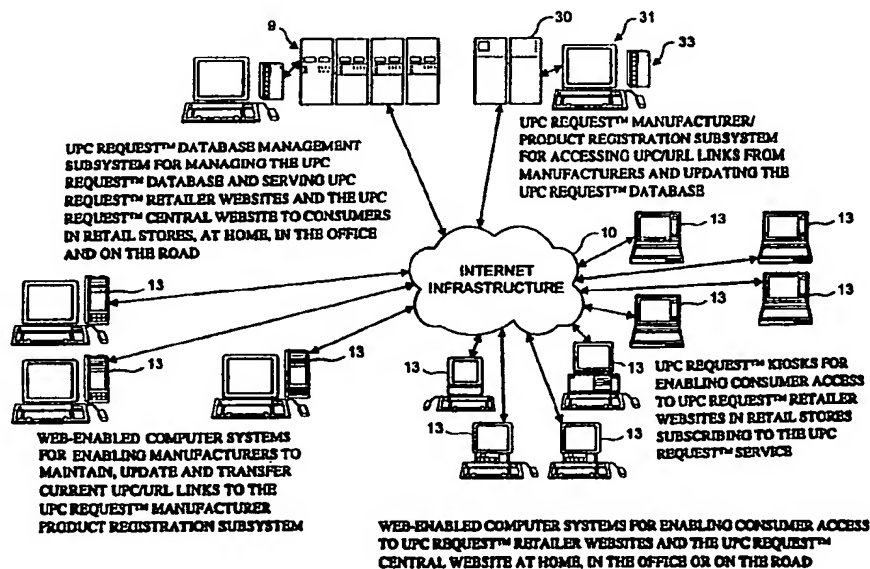 9
30
31
33
UPC REQUEST™ DATABASE MANAGEMENT
SUBSYSTEM FOR MANAGING THE UPC
REQUEST™ DATABASE AND SERVING UPC
REQUEST™ RETAILER WEBSITES AND THE UPC
REQUEST™ CENTRAL WEBSITE TO CONSUMERS
IN RETAIL STORES, AT HOME, IN THE OFFICE
AND ON THE ROAD
UPC REQUEST™ MANUFACTURER/
PRODUCT REGISTRATION SUBSYSTEM
FOR ACCESSING UPC/URL LINKS FROM
MANUFACTURERS AND UPDATING THE
UPC REQUEST™ DATABASE
10
INTERNET
INFRASTRUCTURE
13
13
13
13
13
13
13
13
13
13
13
WEB-ENABLED COMPUTER SYSTEMS
FOR ENABLING MANUFACTURERS TO
MAINTAIN, UPDATE AND TRANSFER
CURRENT UPC/URL LINKS TO THE
UPC REQUEST™ MANUFACTURER
PRODUCT REGISTRATION SUBSYSTEM
UPC REQUEST™ KIOSKS FOR
ENABLING CONSUMER ACCESS
TO UPC REQUEST™ RETAILER
WEBSITES IN RETAIL STORES
SUBSCRIBING TO THE UPC
REQUEST™ SERVICE
WEB-ENABLED COMPUTER SYSTEMS FOR ENABLING CONSUMER ACCESS
TO UPC REQUEST™ RETAILER WEBSITES AND THE UPC REQUEST™
CENTRAL WEBSITE AT HOME, IN THE OFFICE OR ON THE ROAD